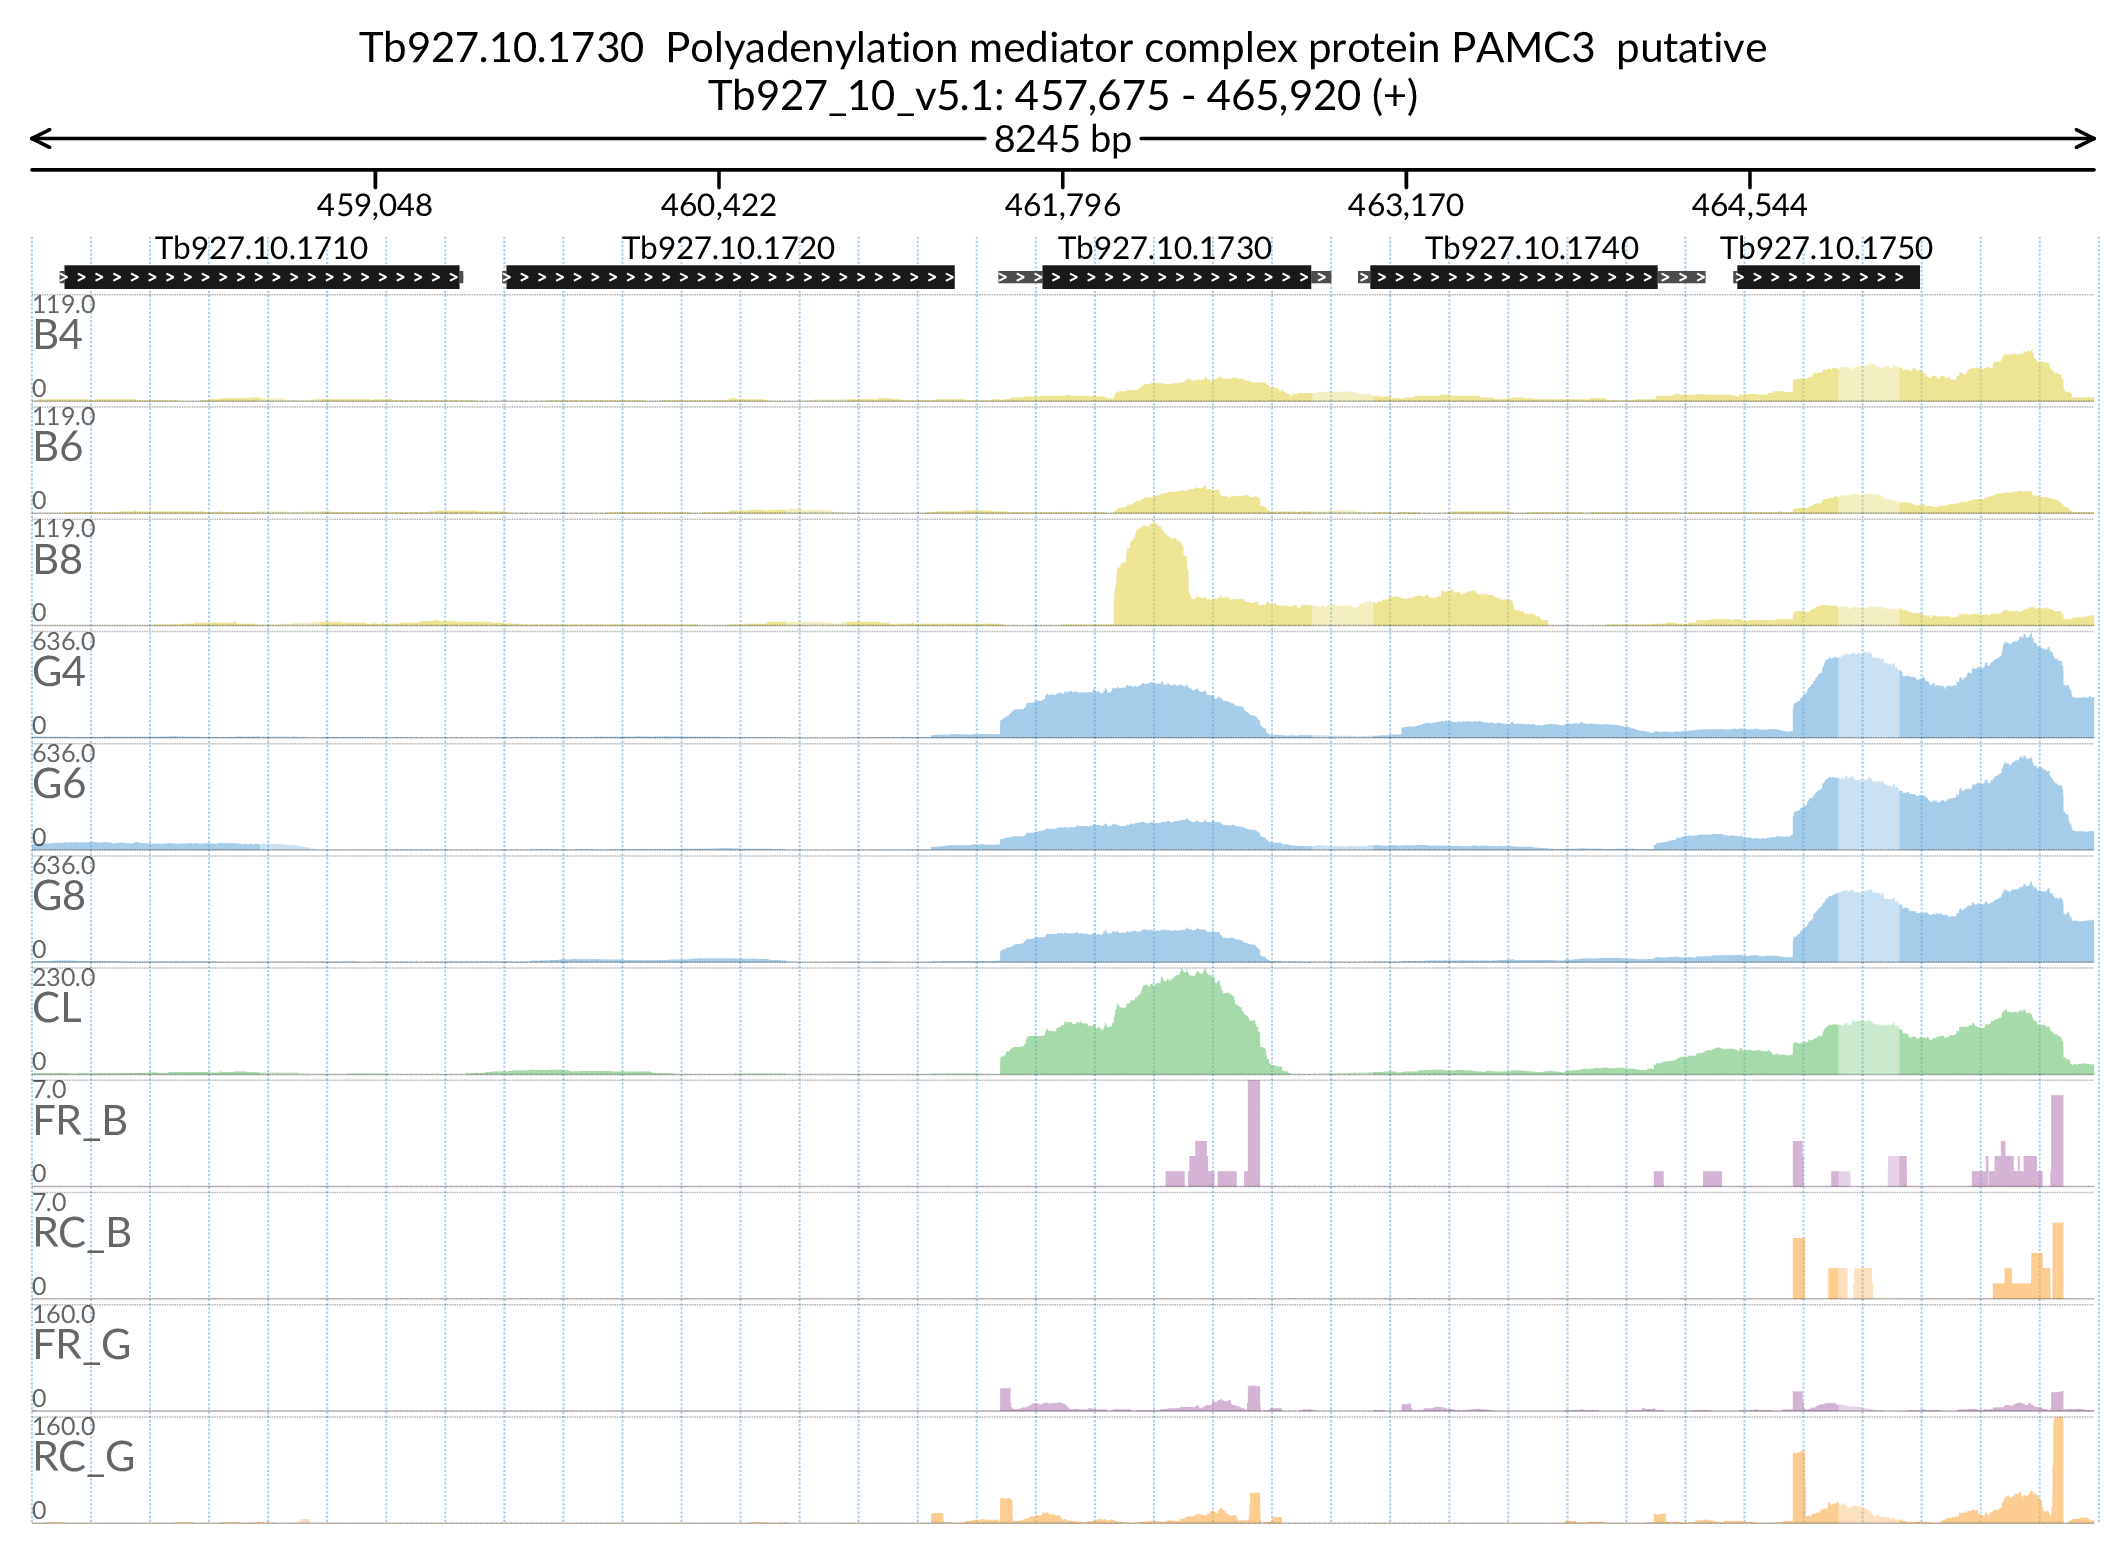 Tb927.10.1730  Polyadenylation mediator complex protein PAMC3  putative
Tb927_10_v5.1: 457,675 - 465,920 (+)
8245 bp
459,048 460,422 461,796 463,170 464,544
Tb927.10.1710 Tb927.10.1720 Tb927.10.1730 Tb927.10.1740 Tb927.10.1750
119.0
B4
0
119.0
B6
0
119.0
B8
0
636.0
G4
0
636.0
G6
0
636.0
G8
0
230.0
CL
0
7.0
FR_B
0
7.0
RC_B
0
160.0
FR_G
0
160.0
RC_G
0